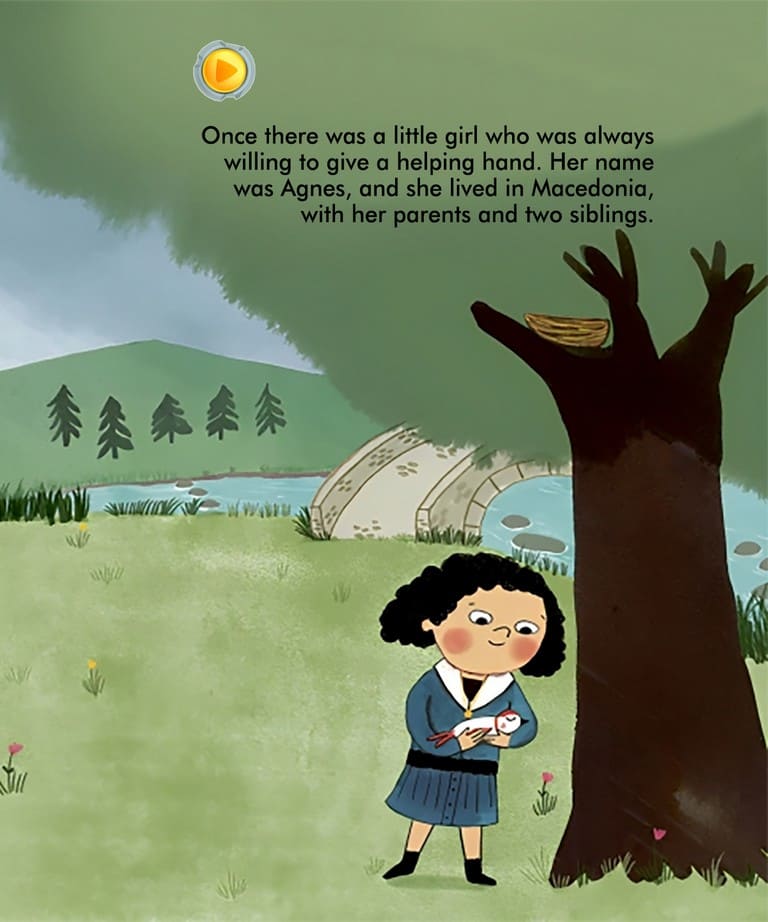 Once there was a little girl who was always
willing to give a helping hand. Her name
was Agnes, and she lived in Macedonia,
with her parents and two siblings.